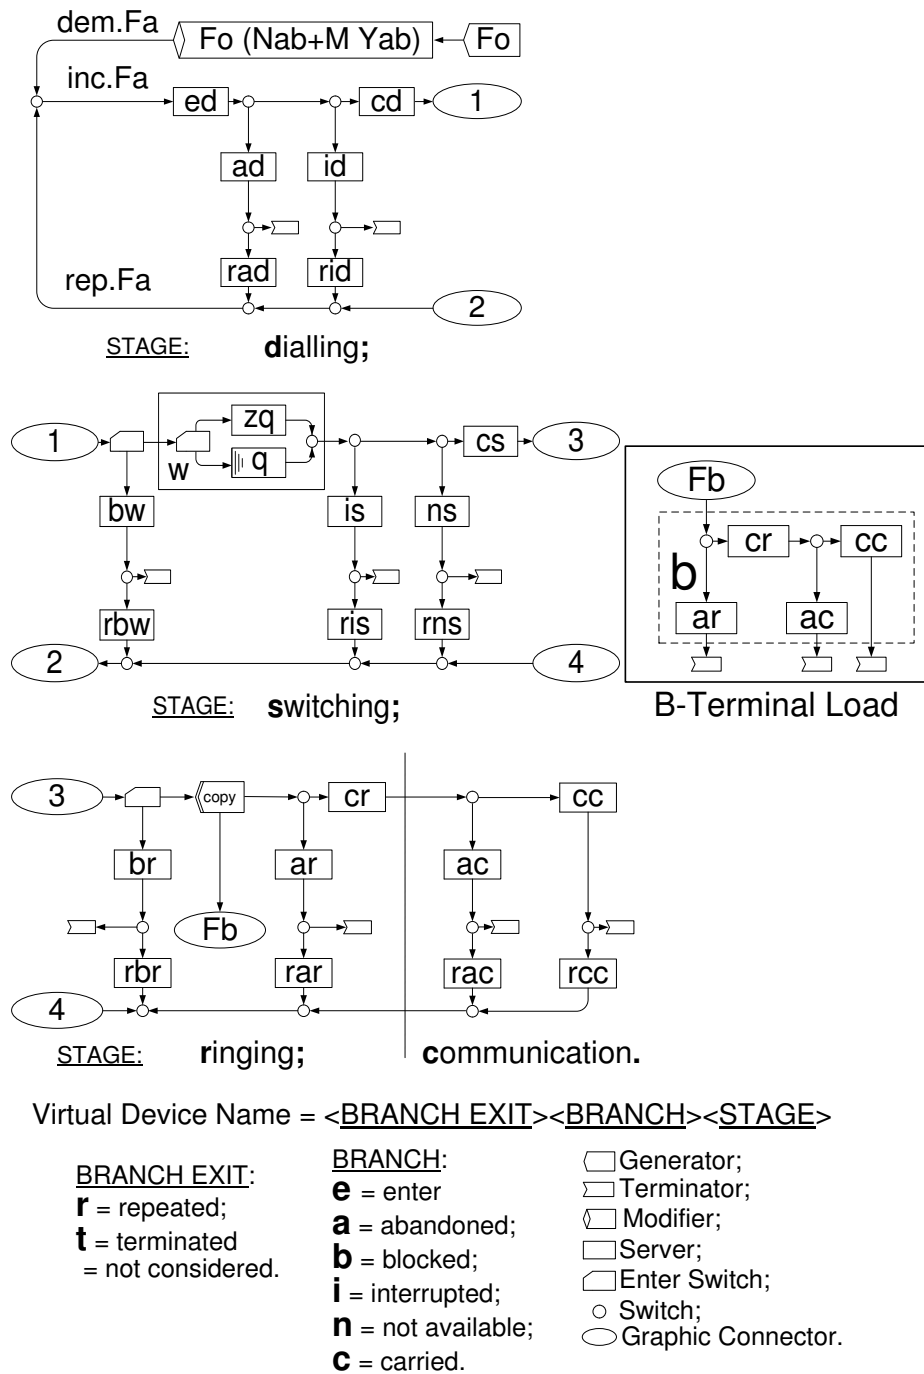 dem.Fa
Fo (Nab+M Yab)
Fo
inc.Fa
ed
cd
1
ad
id
rad
rid
rep.Fa
2
STAGE: dialling;
1
zq
w
q
cs
3
bw
is
ns
rbw
ris
rns
2
4
STAGE: switching;
Fb
cr
cc
b
ar
ac
B-Terminal Load
3
copy
cr
cc
br
ar
ac
Fb
rbr
rar
rac
rcc
4
STAGE: ringing; communication.
Virtual Device Name = <BRANCH EXIT><BRANCH><STAGE>
BRANCH EXIT:
r = repeated;
t = terminated
= not considered.
BRANCH:
e = enter
a = abandoned;
b = blocked;
i = interrupted;
n = not available;
c = carried.
Generator;
Terminator;
Modifier;
Server;
Enter Switch;
Switch;
Graphic Connector.